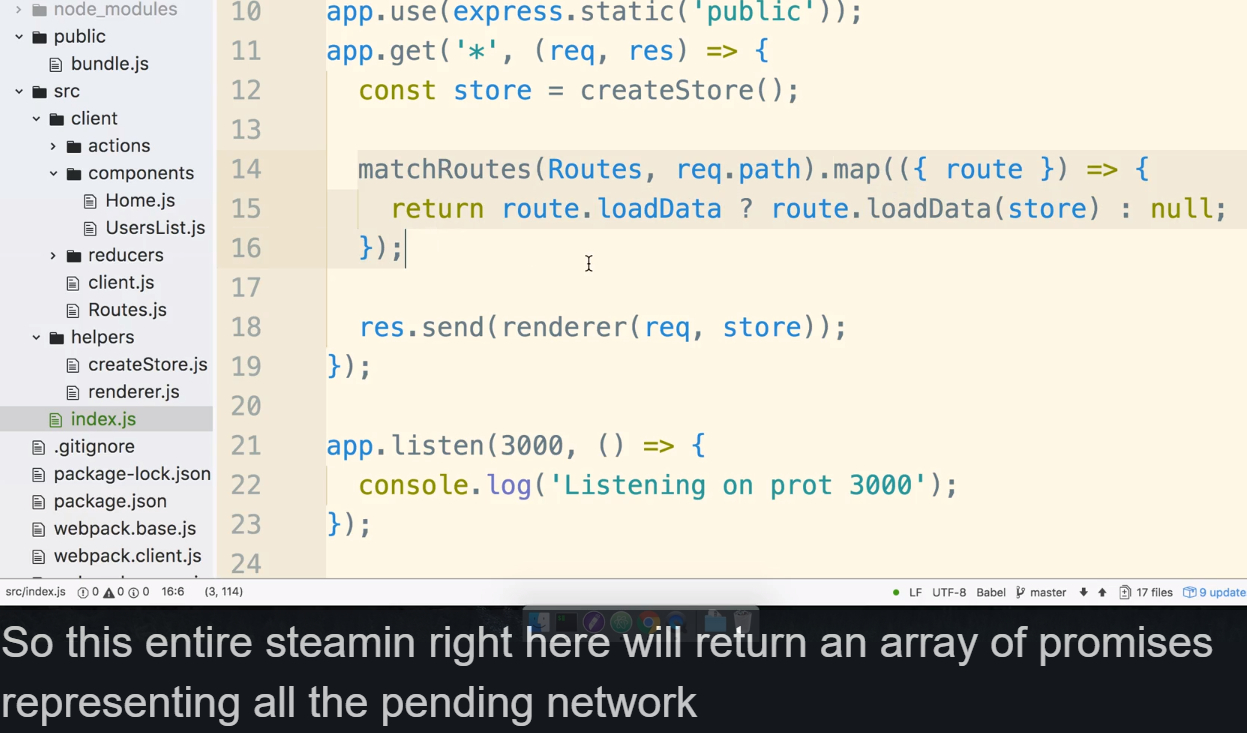 node_modules
public
bundle.js
src
client
actions
components
Home.js
UsersList.js
reducers
client.js
Routes.js
helpers
createStore.js
renderer.js
index.js
.gitignore
package-lock.json
package.json
webpack.base.js
webpack.client.js
10 app.use(express.static('public'));
11 app.get('*', (req, res) => {
12 const store = createStore();
13
14 matchRoutes(Routes, req.path).map(({ route }) => {
15 return route.loadData ? route.loadData(store) : null;
16 });
17
18 res.send(renderer(req, store));
19 });
20
21 app.listen(3000, () => {
22 console.log('Listening on prot 3000');
23 });
24
src/index.js 0 0 0 16:6 (3, 114) LF UTF-8 Babel master 17 files 9 update
So this entire steamin right here will return an array of promises
representing all the pending network